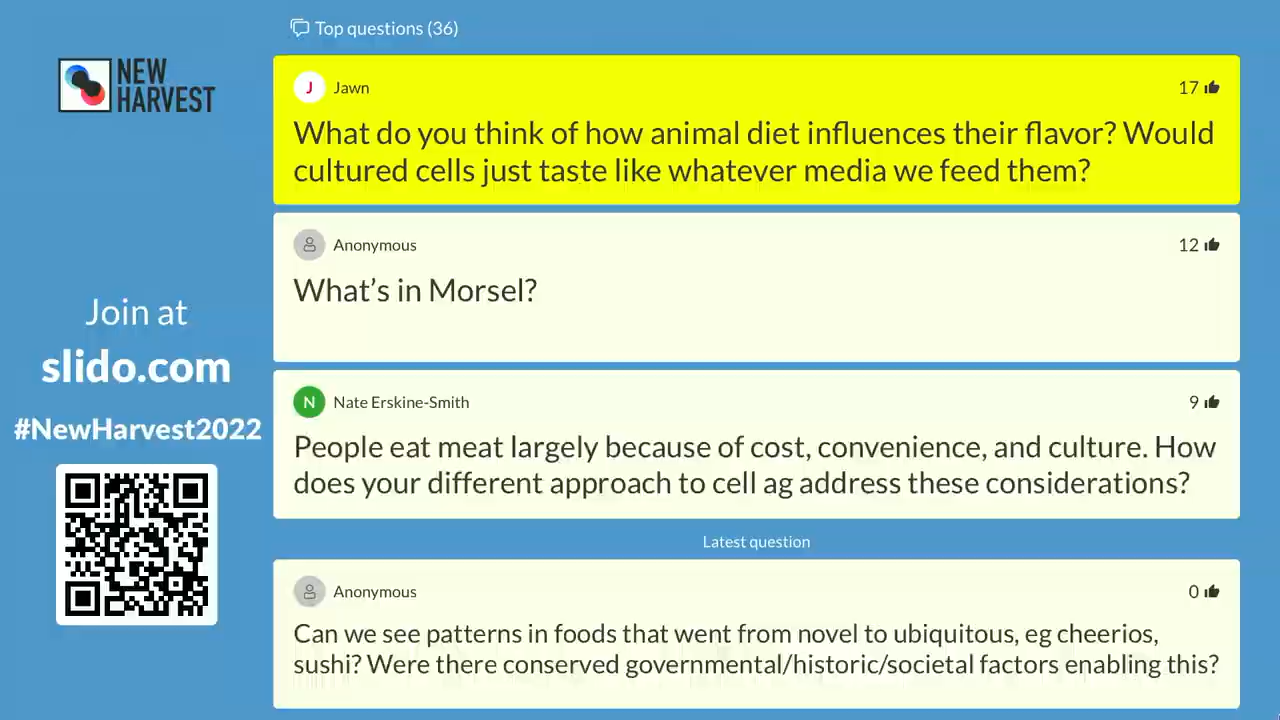 Top questions (36)
NEW
HARVEST
J
Jawn
17
What do you think of how animal diet influences their flavor? Would
cultured cells just taste like whatever media we feed them?
Anonymous
12
What’s in Morsel?
Join at
slido.com
#NewHarvest2022
N
Nate Erskine-Smith
9
People eat meat largely because of cost, convenience, and culture. How
does your different approach to cell ag address these considerations?
Latest question
Anonymous
0
Can we see patterns in foods that went from novel to ubiquitous, eg cheerios,
sushi? Were there conserved governmental/historic/societal factors enabling this?